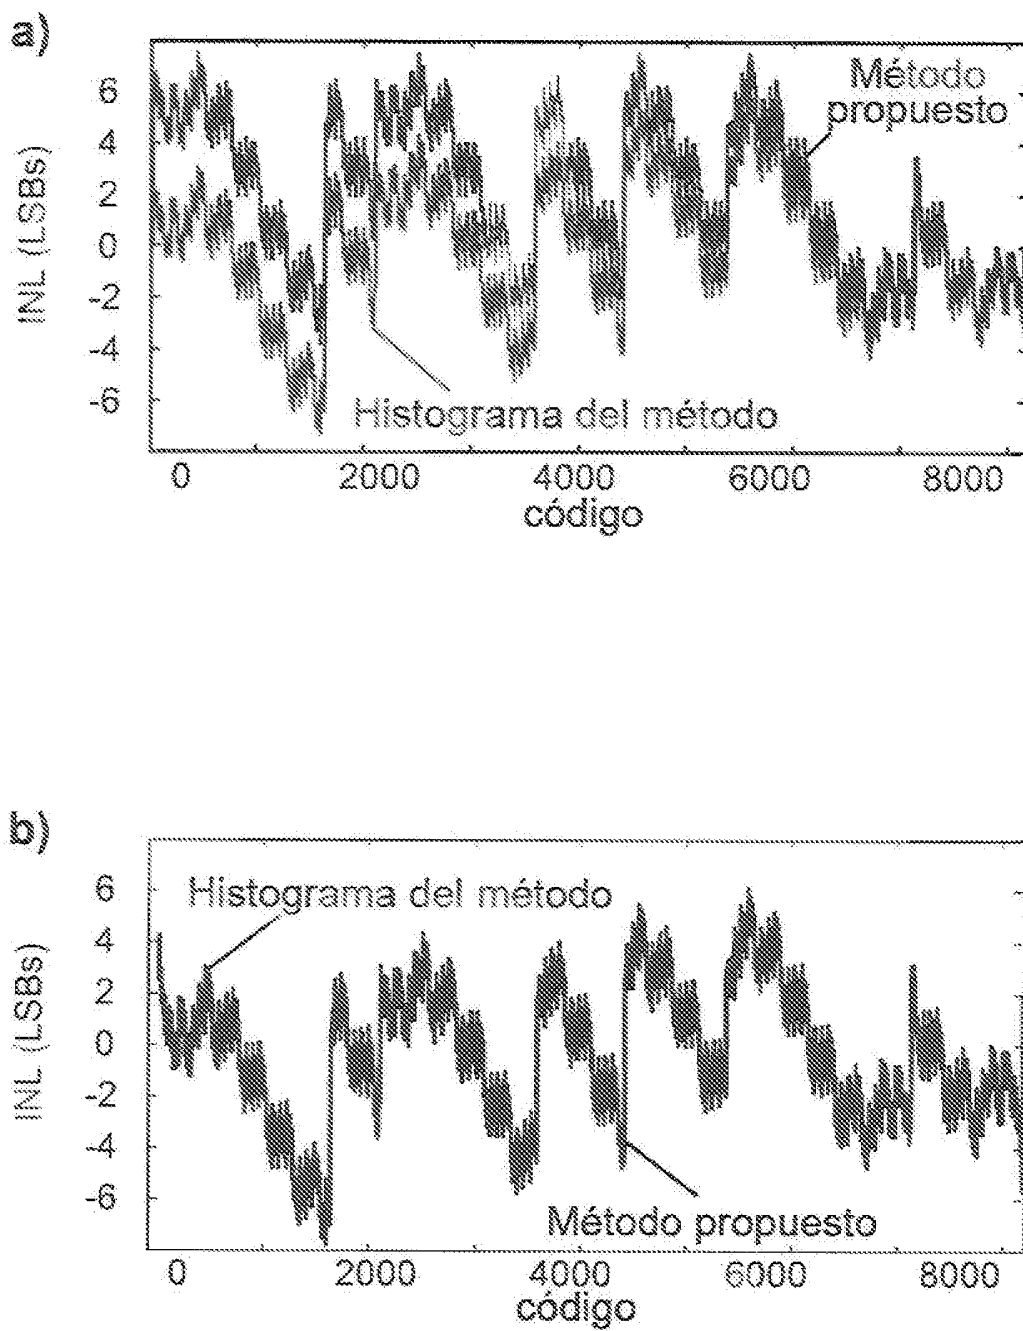 a)
Método
propuesto
6
4
2
0
-2
-4
-6
INL (LSBs)
Histograma del método
0 2000 4000 6000 8000
código
b)
Histograma del método
6
4
2
0
-2
-4
-6
INL (LSBs)
Método propuesto
0 2000 4000 6000 8000
código